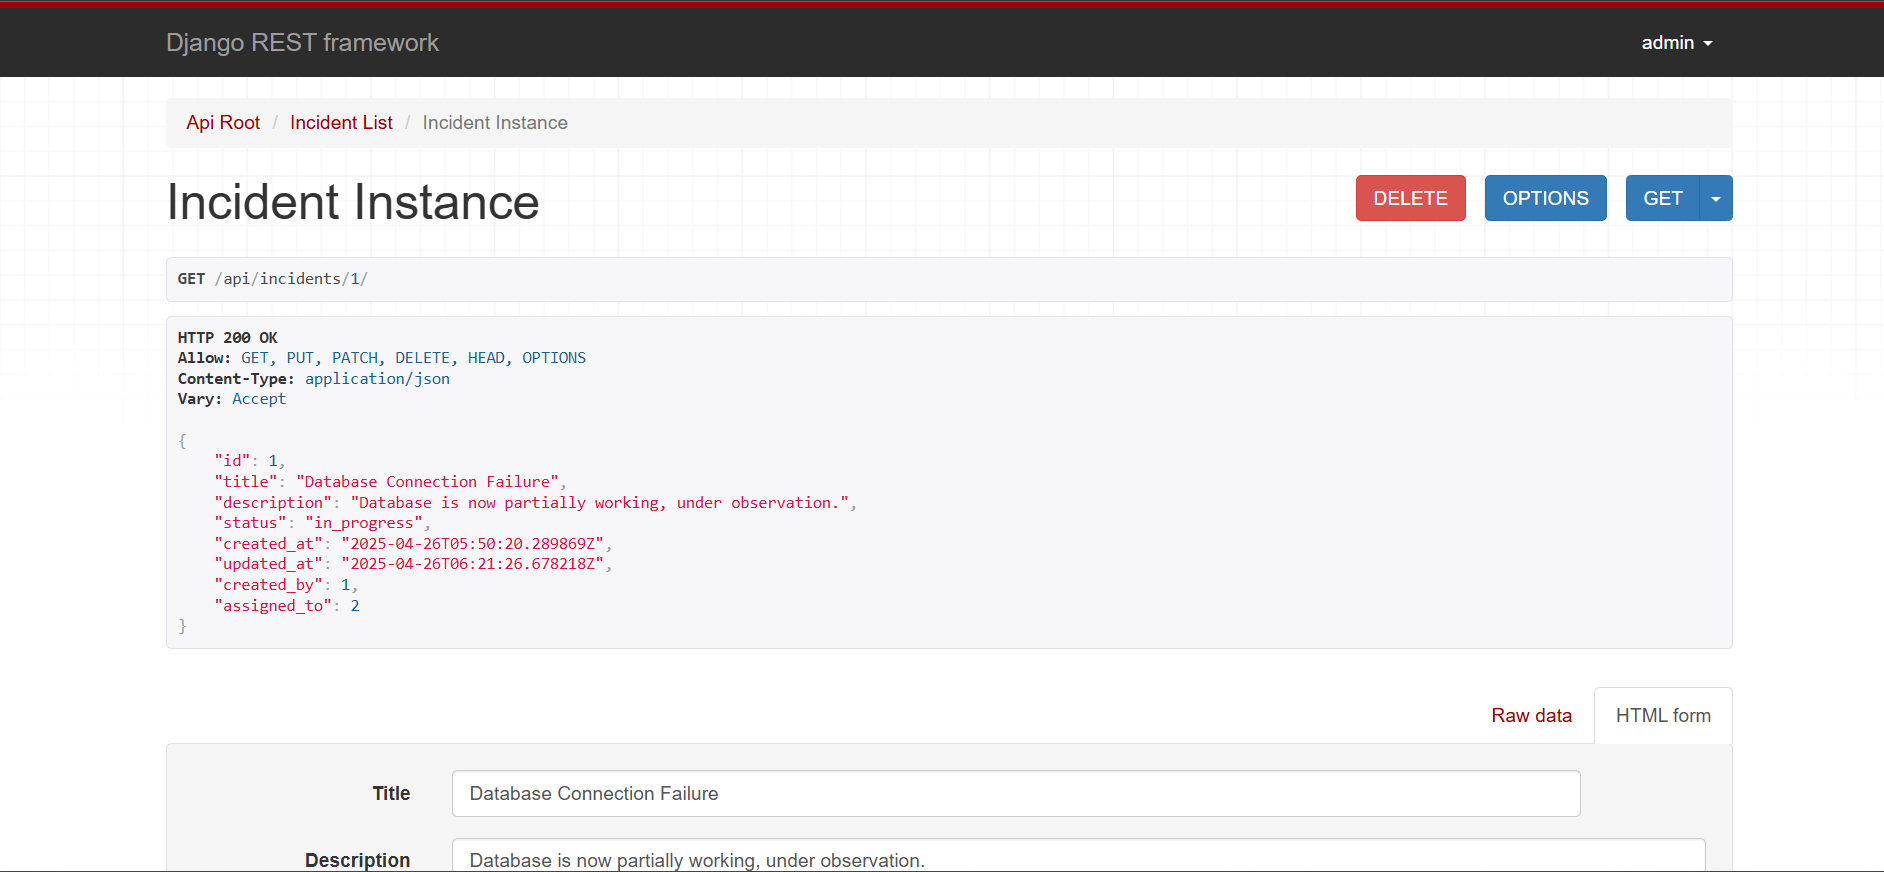 Django REST framework
admin
Api Root / Incident List / Incident Instance
Incident Instance
DELETE
OPTIONS
GET
GET /api/incidents/1/
HTTP 200 OK
Allow: GET, PUT, PATCH, DELETE, HEAD, OPTIONS
Content-Type: application/json
Vary: Accept
{
    "id": 1,
    "title": "Database Connection Failure",
    "description": "Database is now partially working, under observation.",
    "status": "in_progress",
    "created_at": "2025-04-26T05:50:20.289869Z",
    "updated_at": "2025-04-26T06:21:26.678218Z",
    "created_by": 1,
    "assigned_to": 2
}
Raw data
HTML form
Title
Database Connection Failure
Description
Database is now partially working, under observation.